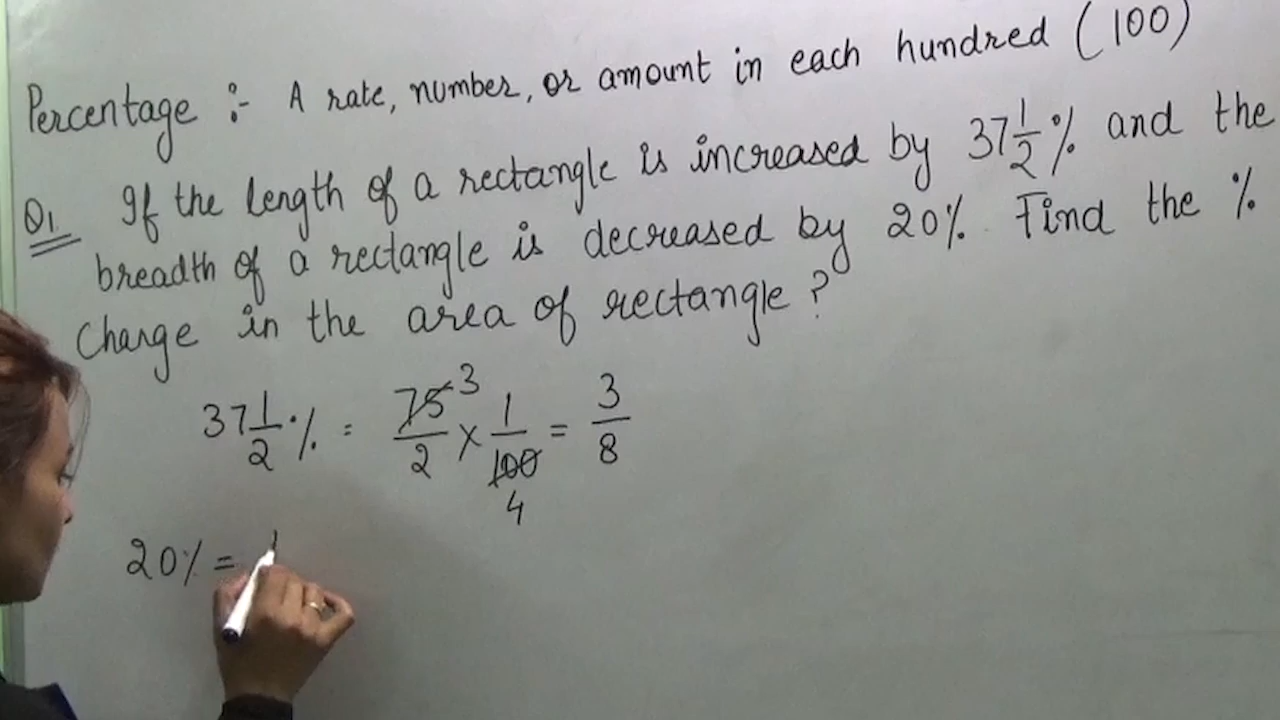 Percentage :- A rate, number, or amount in each hundred (100)
Q1 If the length of a rectangle is increased by 37 1/2 % and the
breadth of a rectangle is decreased by 20%. Find the %
Change in the area of rectangle ?
37 1/2 % = 75/2 3 × 1/100 4 = 3/8
20% = 1